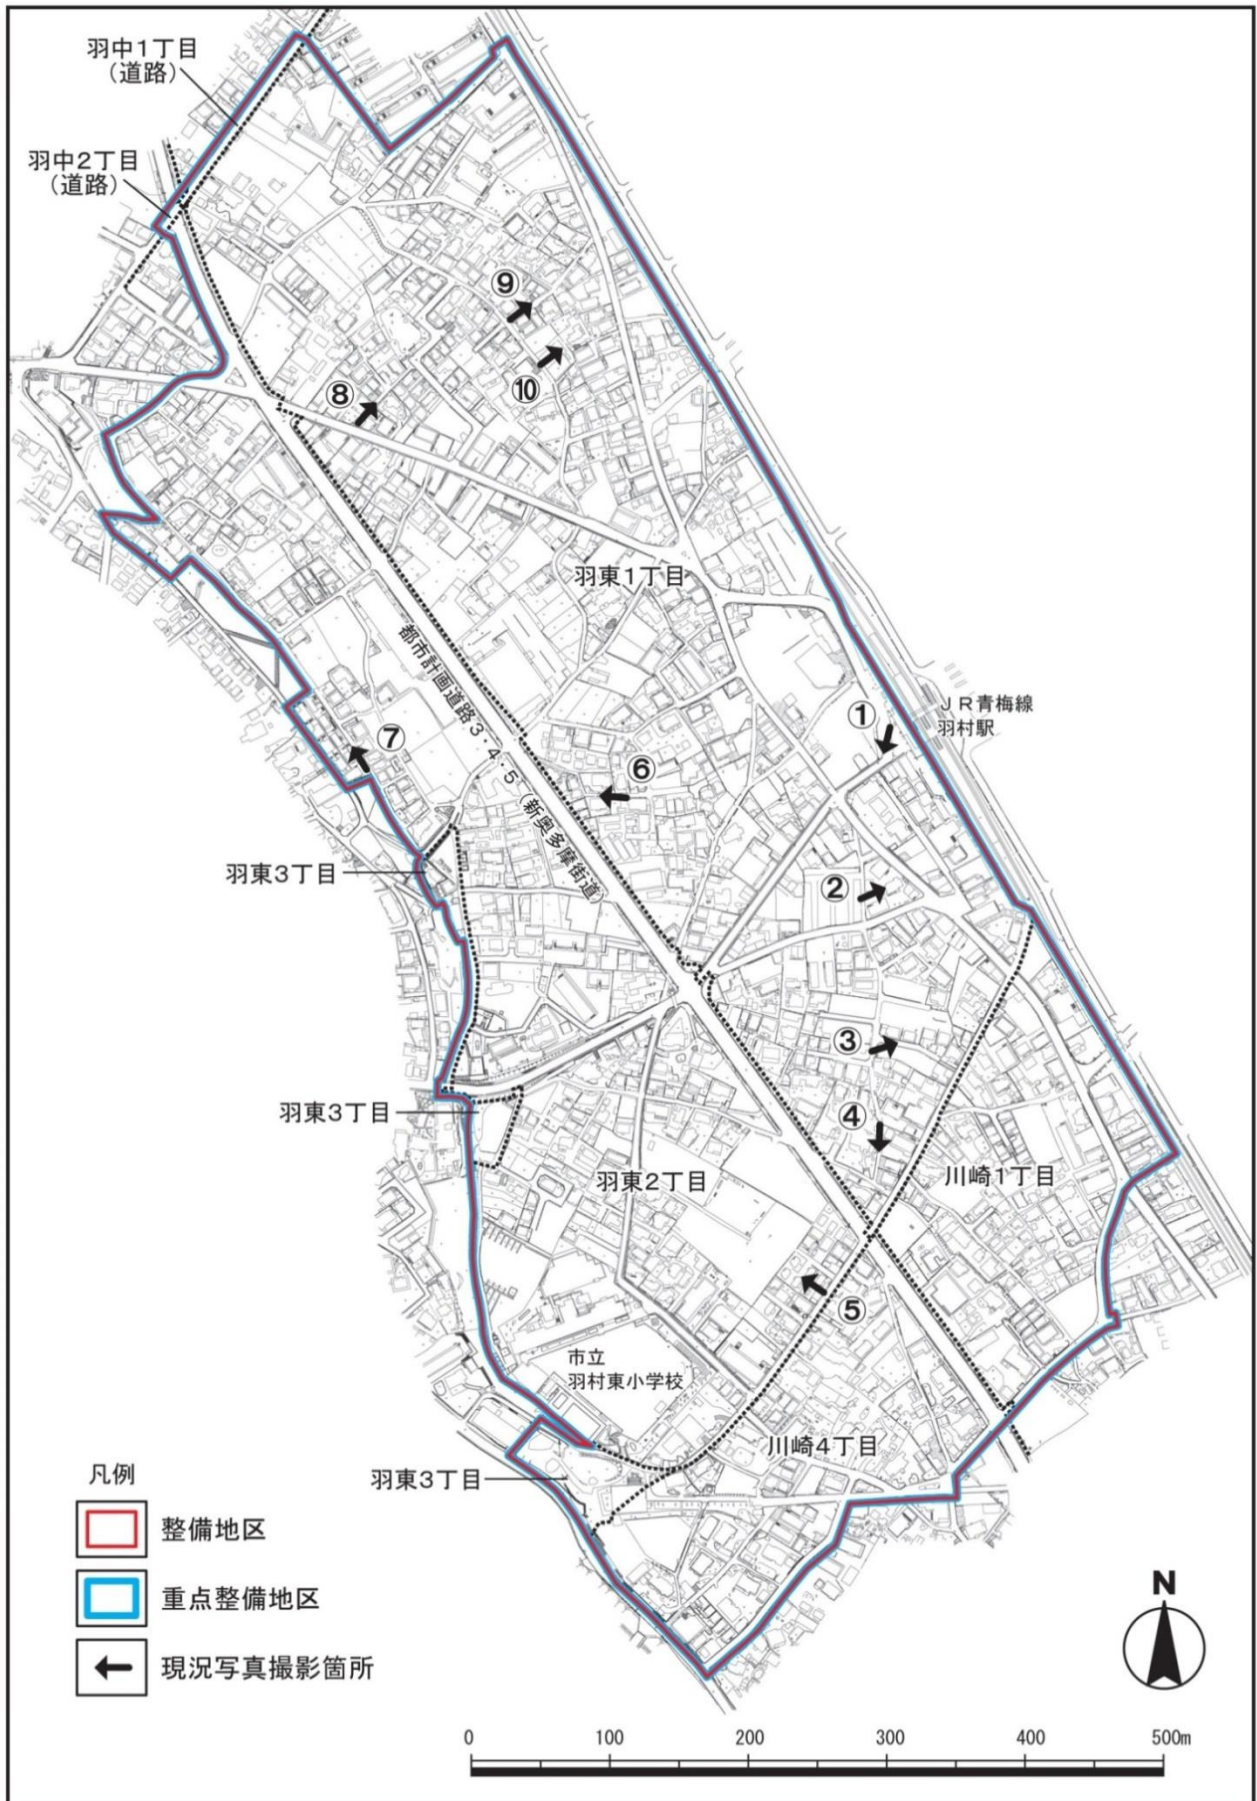 羽中1丁目
(道路)
羽中2丁目
(道路)
⑨
⑩
⑧
羽東1丁目
都市計画道路3・4・5 (新奥多摩街道)
JR青梅線
羽村駅
①
⑦
⑥
羽東3丁目
②
③
羽東3丁目
④
羽東2丁目
川崎1丁目
⑤
市立
羽村東小学校
川崎4丁目
羽東3丁目
凡例
整備地区
重点整備地区
現況写真撮影箇所
N
0 100 200 300 400 500m